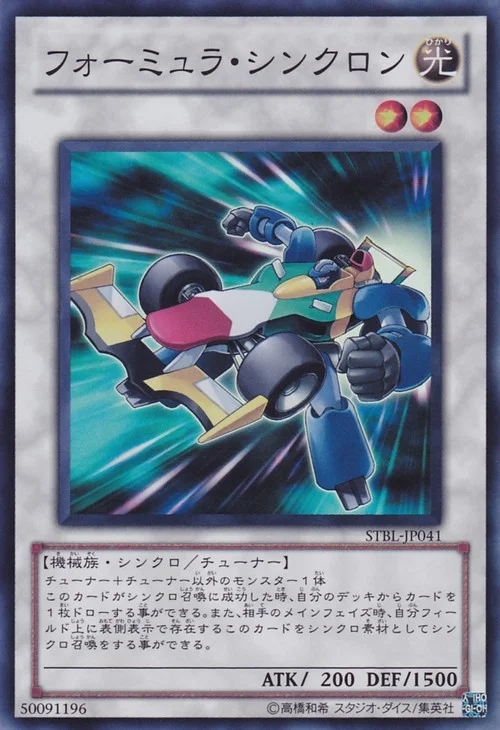 フォーミュラ・シンクロン
ひかり
光
STBL-JP041
【機械族・シンクロ／チューナー】
チューナー＋チューナー以外のモンスター１体
このカードがシンクロ召喚に成功した時、自分のデッキからカードを
１枚ドローする事ができる。また、相手のメインフェイズ時、自分フィー
ルド上に表側表示で存在するこのカードをシンクロ素材としてシン
クロ召喚をする事ができる。
ATK/ 200 DEF/1500
50091196
©高橋和希 スタジオ・ダイス/集英社